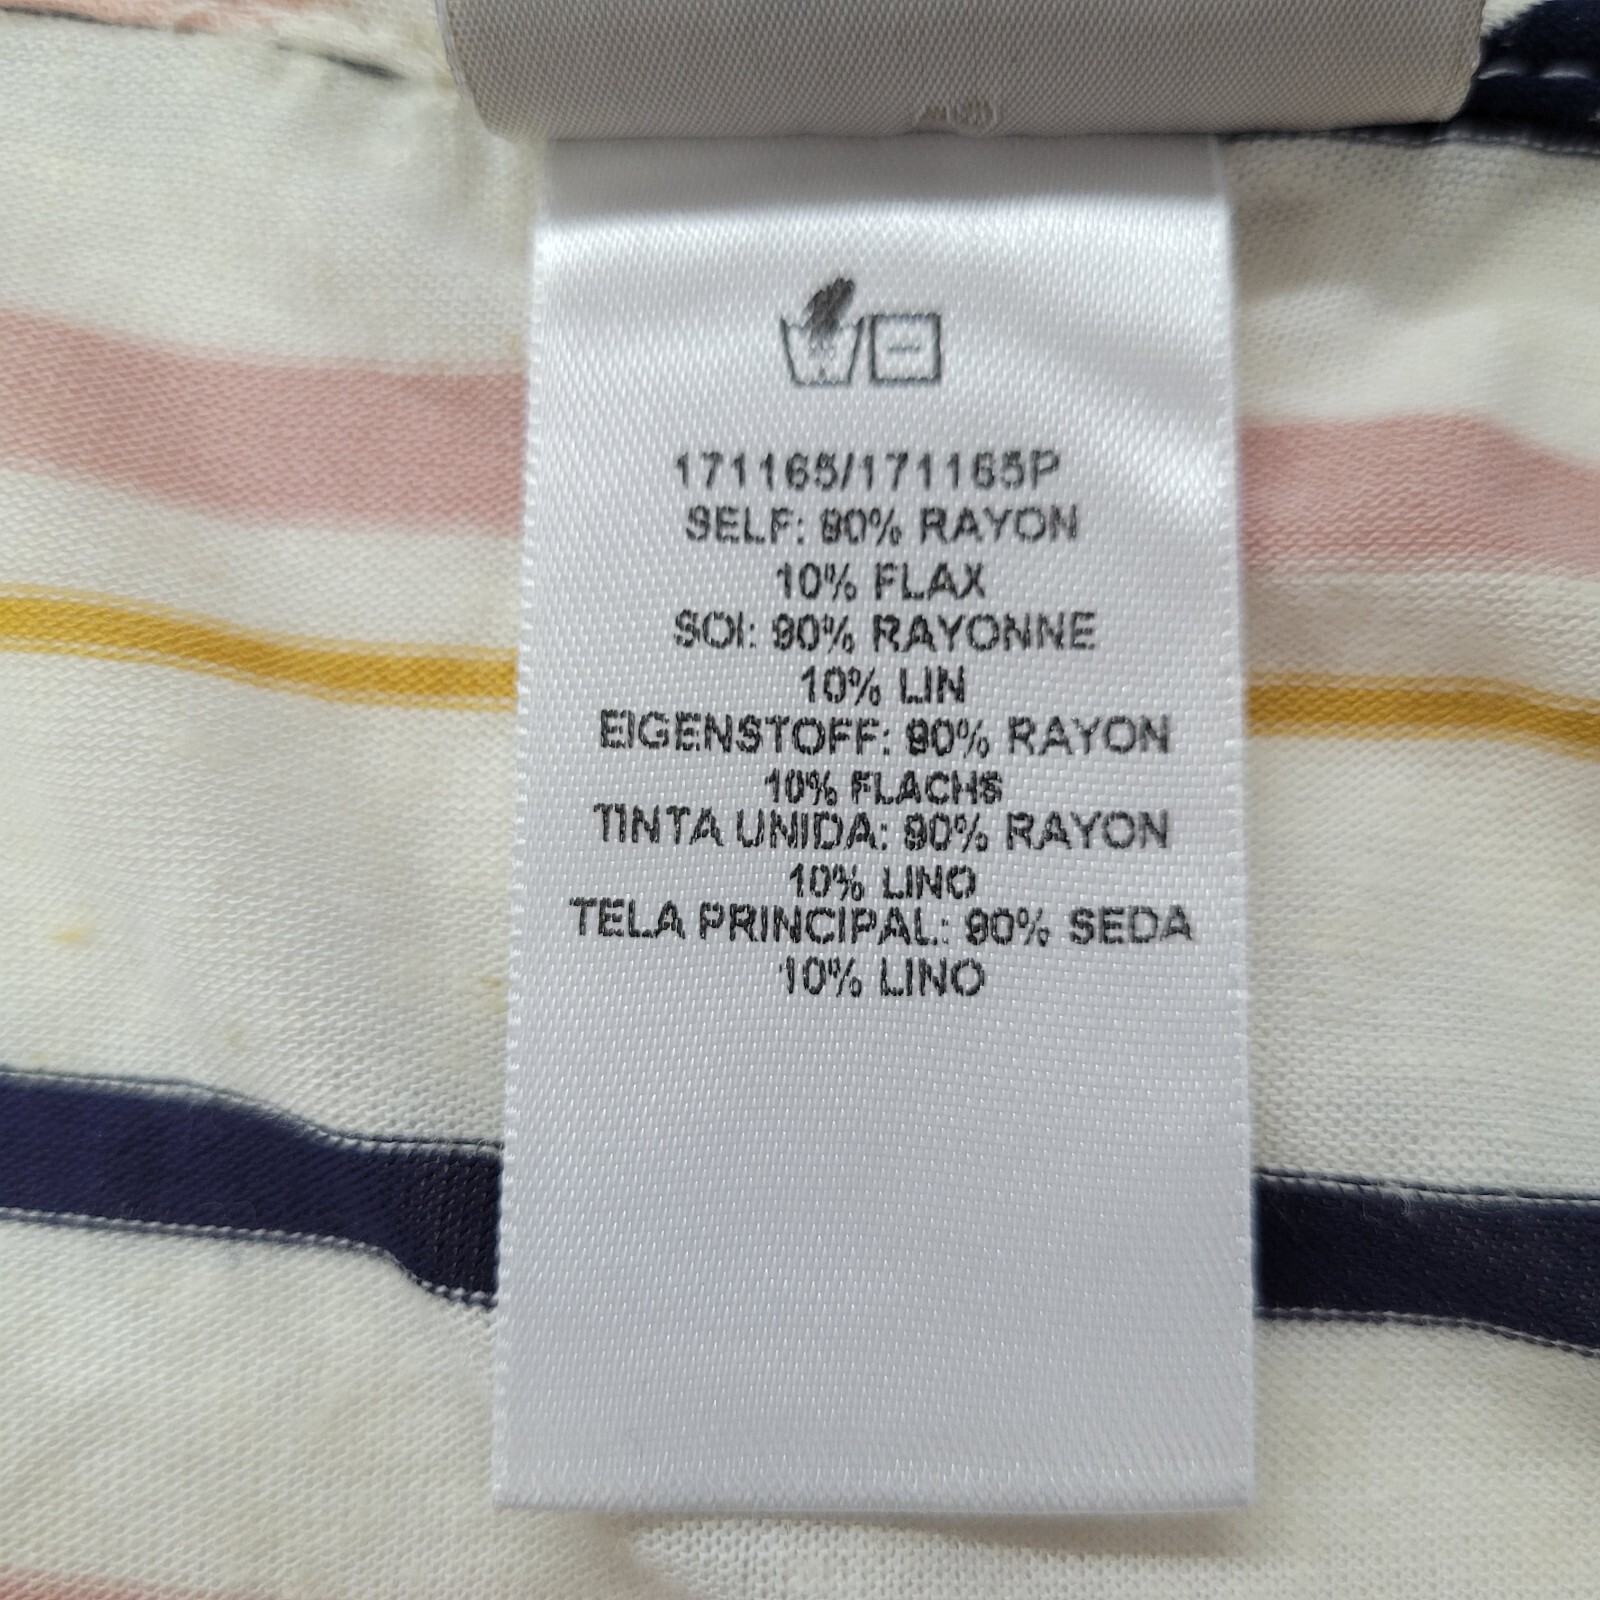 171165/171165P
SELF: 90% RAYON
10% FLAX
SOI: 90% RAYONNE
10% LIN
EIGENSTOFF: 90% RAYON
10% FLACHS
TINTA UNIDA: 90% RAYON
10% LINO
TELA PRINCIPAL: 90% SEDA
10% LINO